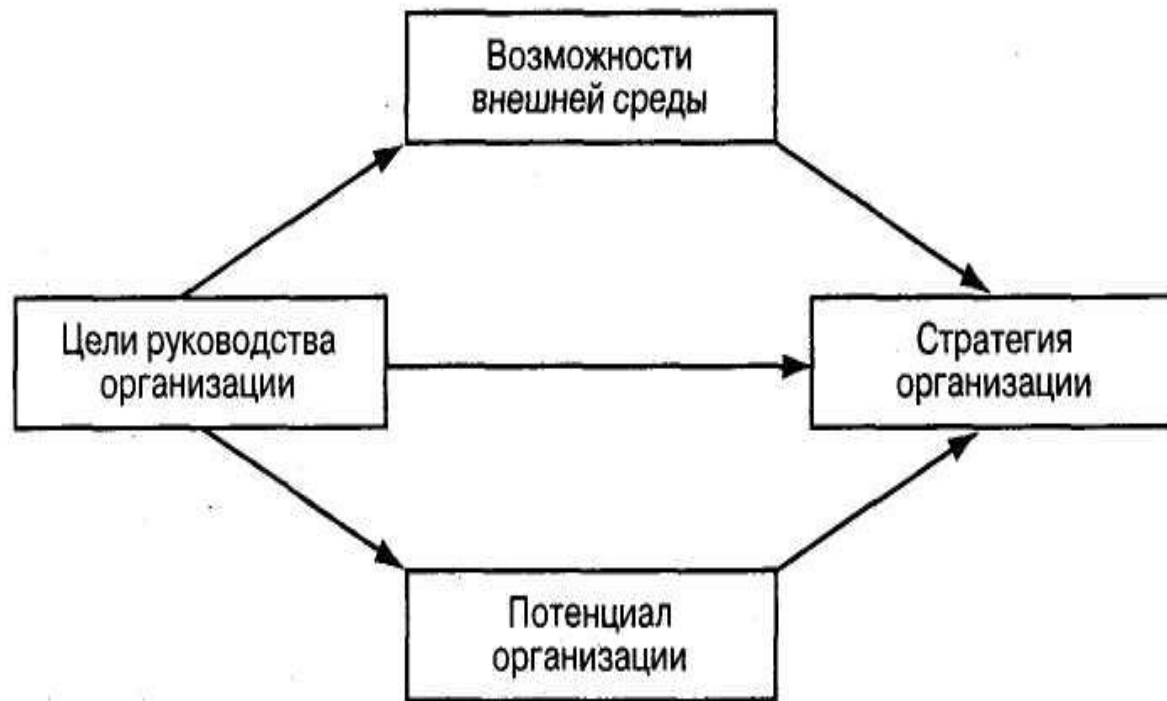 Возможности
внешней среды
Цели руководства
организации
Стратегия
организации
Потенциал
организации